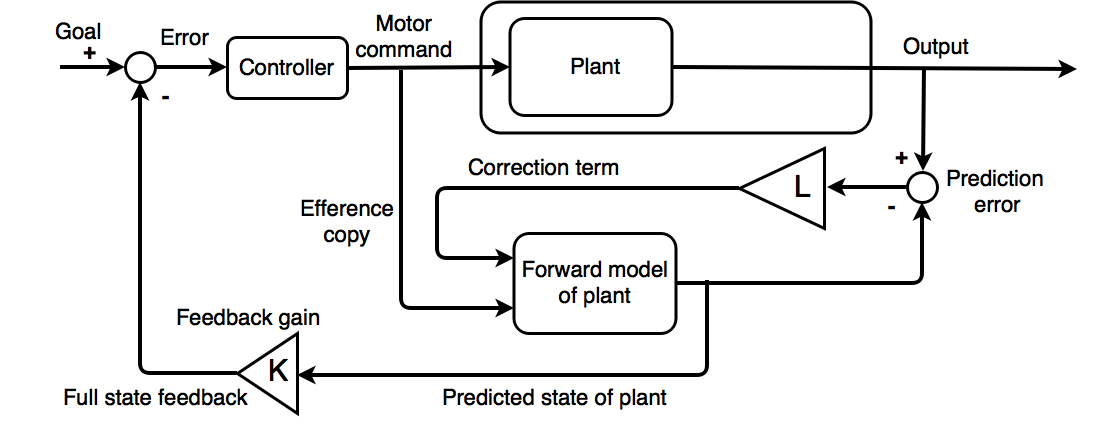 Goal
+
Error
-
Controller
Motor
command
Plant
Output
Correction term
L
+
-
Prediction
error
Efference
copy
Forward model
of plant
Feedback gain
K
Full state feedback
Predicted state of plant